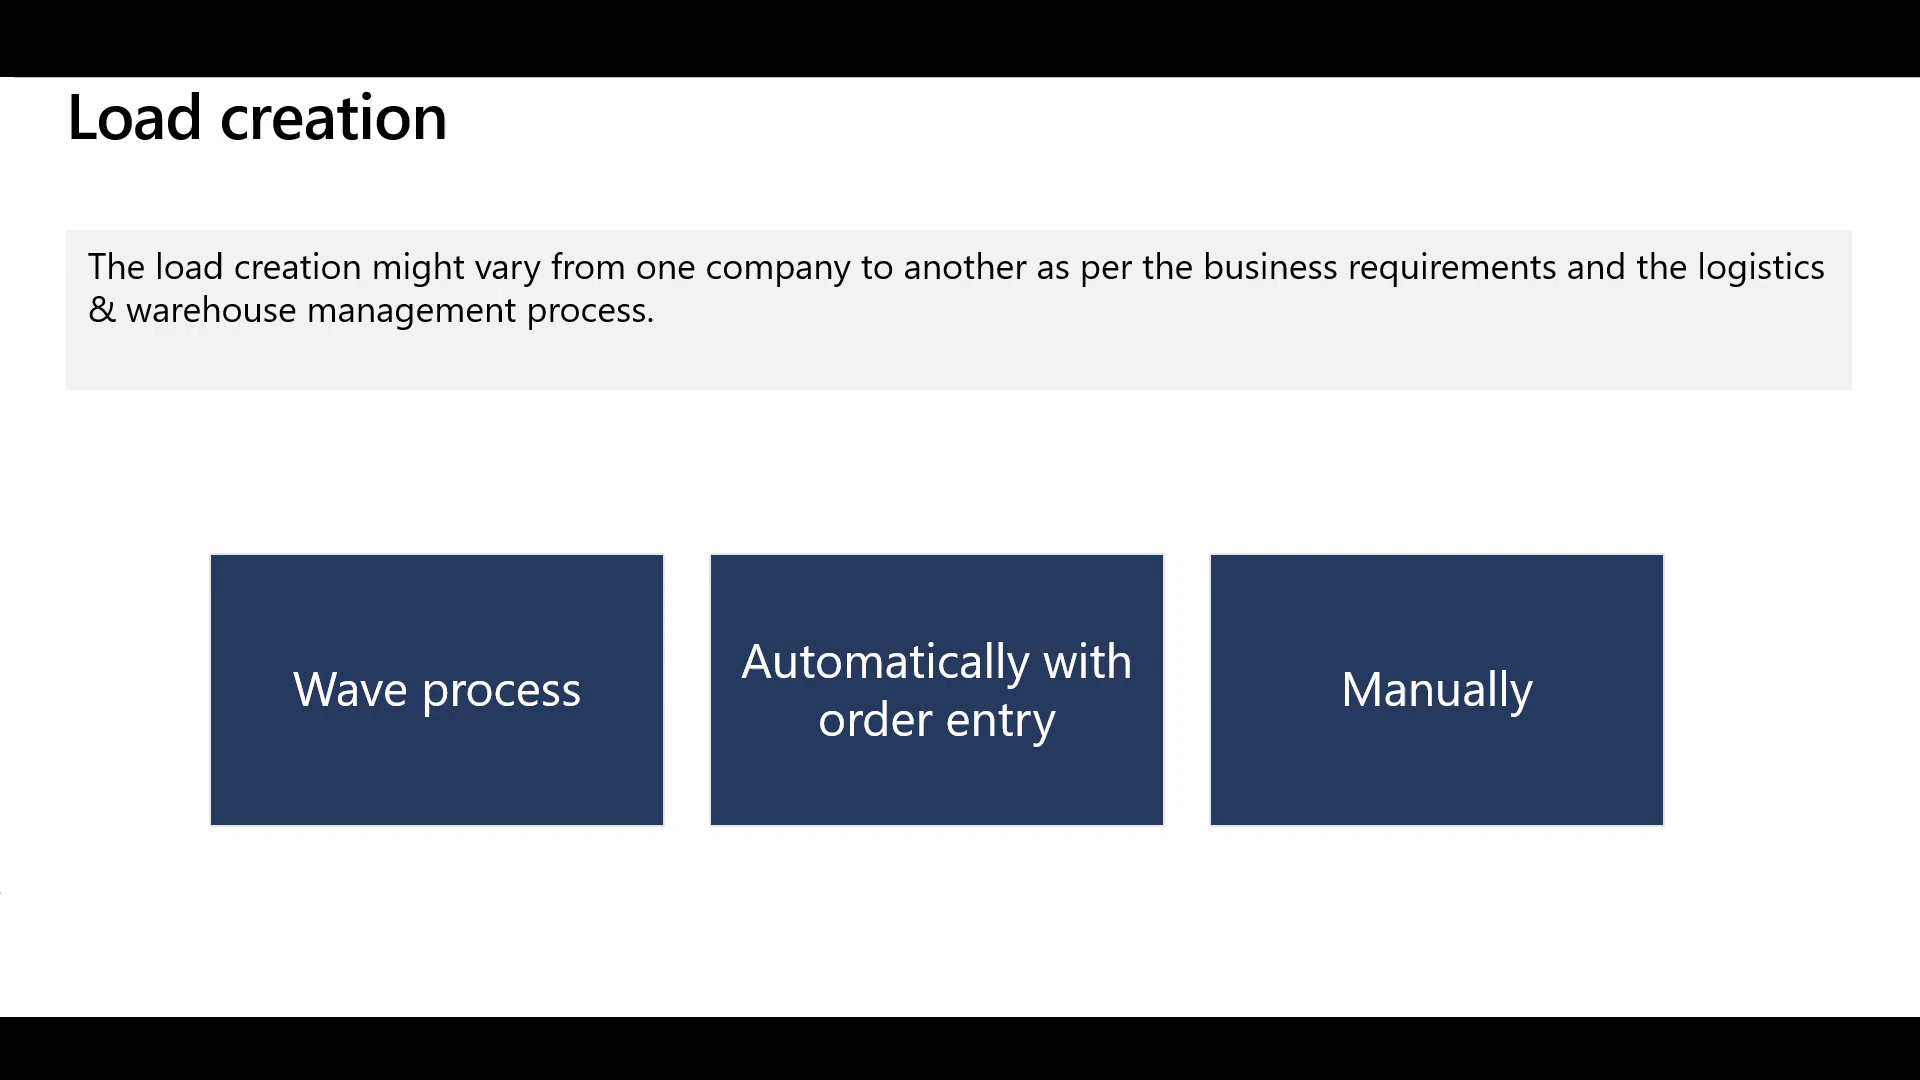 Load creation
The load creation might vary from one company to another as per the business requirements and the logistics
& warehouse management process.
Wave process
Automatically with
order entry
Manually